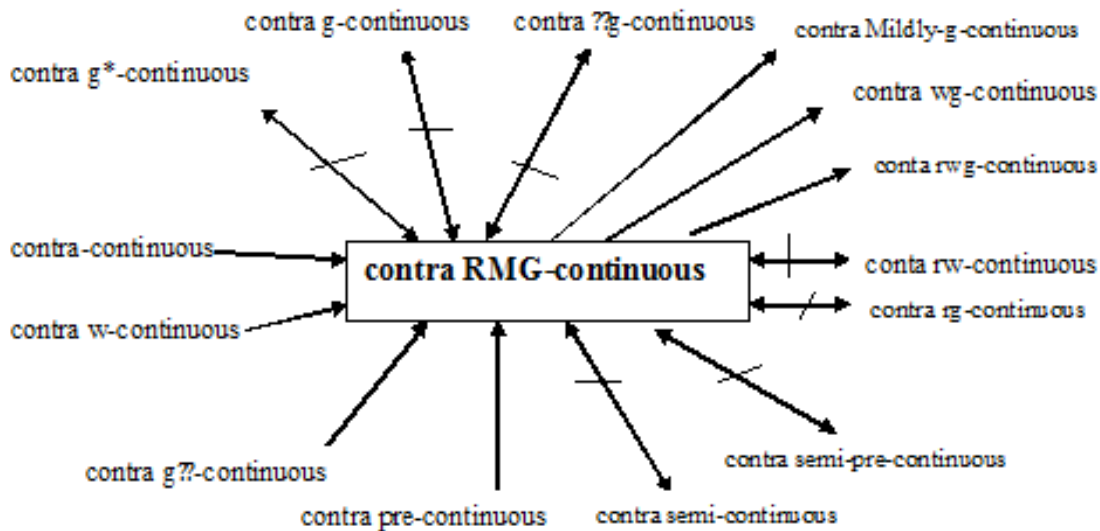 contra g-continuous
contra ??g-continuous
contra Mildly-g-continuous
contra g*-continuous
contra wg-continuous
conta rwg-continuous
contra-continuous
contra RMG-continuous
conta rw-continuous
contra rg-continuous
contra w-continuous
contra g??-continuous
contra semi-pre-continuous
contra pre-continuous
contra semi-continuous